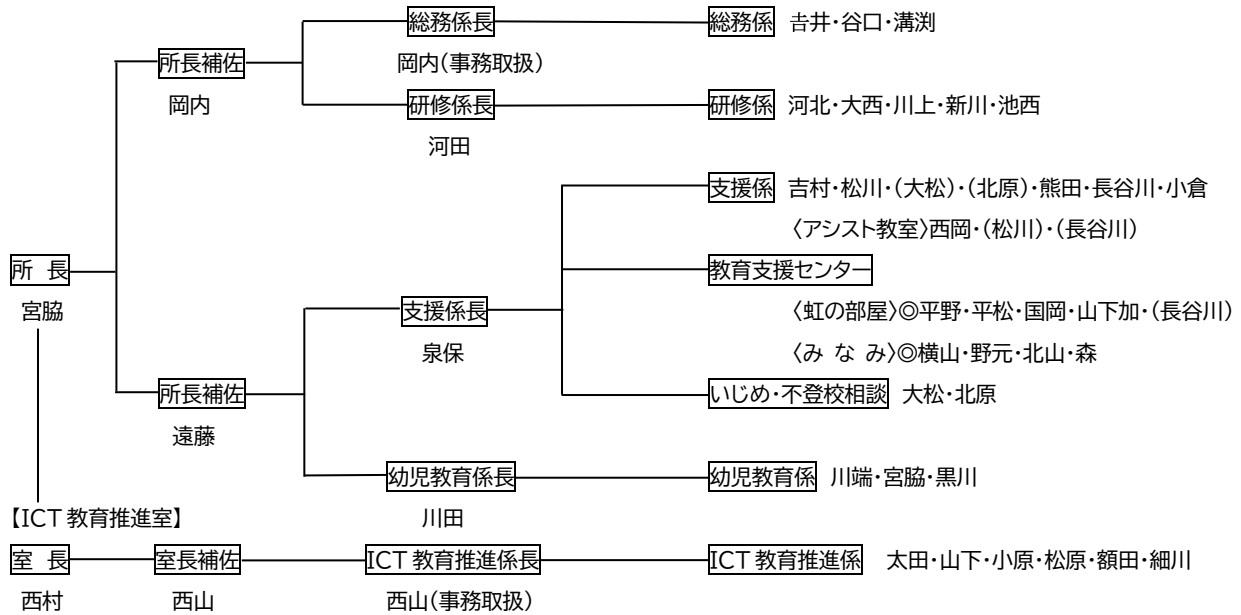 総務係長
総務係 𠮷井・谷口・溝渕
所長補佐
岡内(事務取扱)
岡内
研修係長
研修係 河北・大西・川上・新川・池西
河田
支援係 吉村・松川・(大松)・(北原)・熊田・長谷川・小倉
〈アシスト教室〉西岡・(松川)・(長谷川)
所 長
教育支援センター
宮脇
支援係長
〈虹の部屋〉◎平野・平松・国岡・山下加・(長谷川)
泉保
〈み な み〉◎横山・野元・北山・森
所長補佐
いじめ・不登校相談 大松・北原
遠藤
幼児教育係長
幼児教育係 川端・宮脇・黒川
【ICT教育推進室】
川田
室 長
室長補佐
ICT教育推進係長
ICT教育推進係 太田・山下・小原・松原・額田・細川
西村
西山
西山(事務取扱)